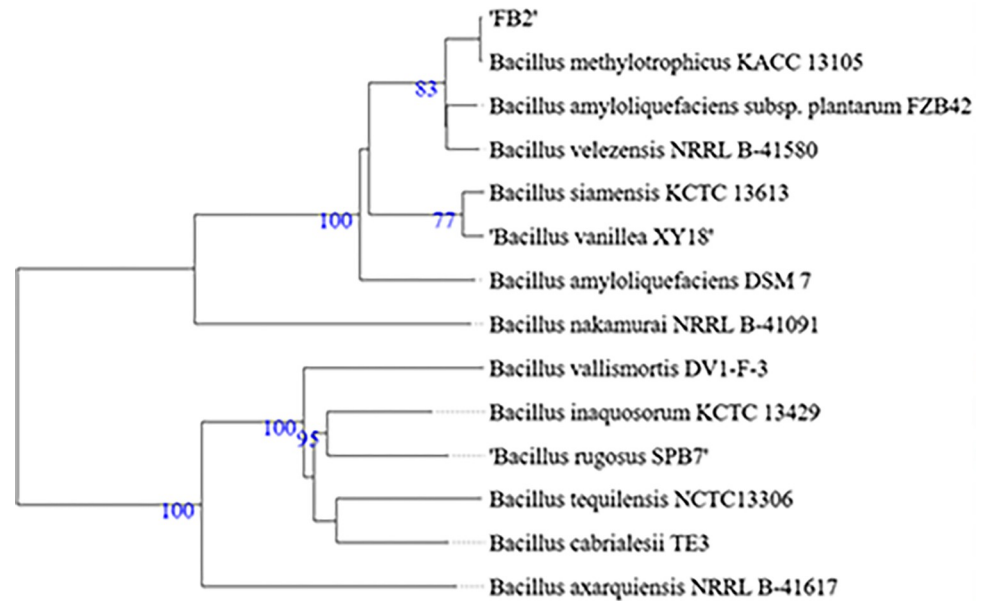 'FB2'
Bacillus methylotrophicus KACC 13105
83
Bacillus amyloliquefaciens subsp. plantarum FZB42
Bacillus velezensis NRRL B-41580
Bacillus siamensis KCTC 13613
100
77
'Bacillus vanillea XY18'
Bacillus amyloliquefaciens DSM 7
Bacillus nakamurai NRRL B-41091
Bacillus vallismortis DV1-F-3
Bacillus inaquosorum KCTC 13429
100
95
'Bacillus rugosus SPB7'
Bacillus tequilensis NCTC13306
100
Bacillus cabrialesii TE3
Bacillus axarquiensis NRRL B-41617